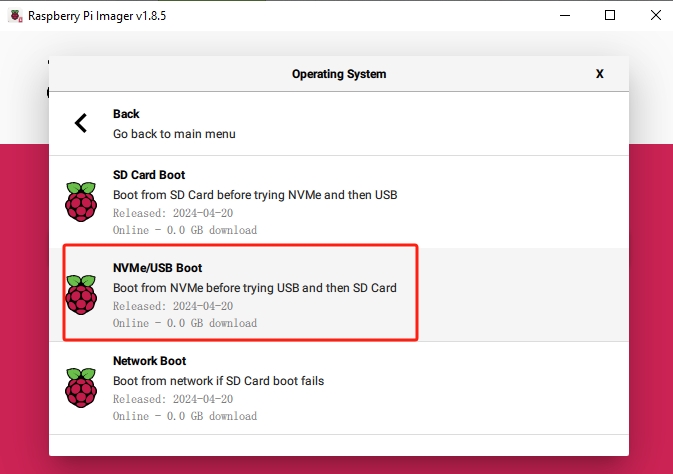 Raspberry Pi Imager v1.8.5
Operating System
X
Back
Go back to main menu
SD Card Boot
Boot from SD Card before trying NVMe and then USB
Released: 2024-04-20
Online - 0.0 GB download
NVMe/USB Boot
Boot from NVMe before trying USB and then SD Card
Released: 2024-04-20
Online - 0.0 GB download
Network Boot
Boot from network if SD Card boot fails
Released: 2024-04-20
Online - 0.0 GB download